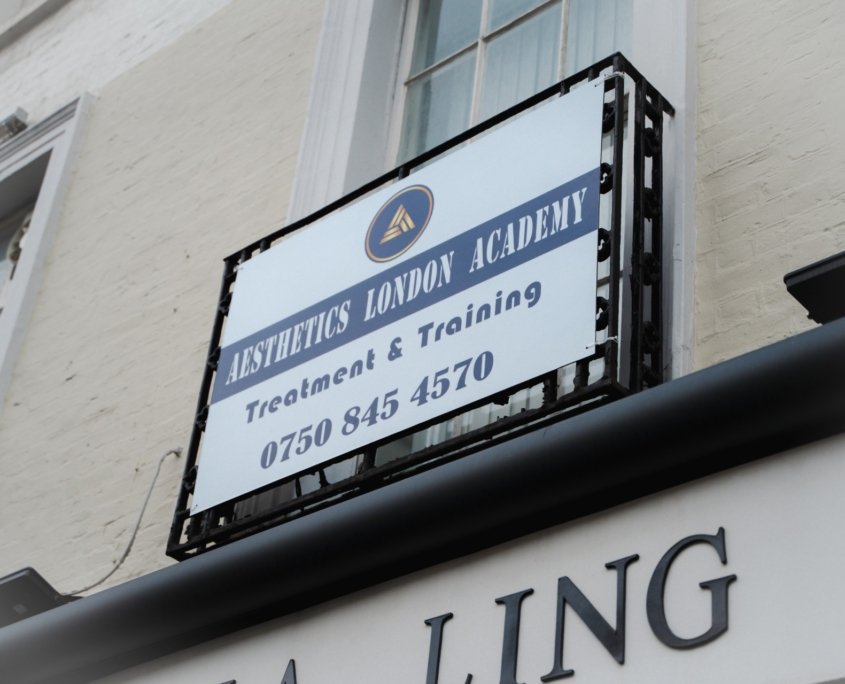 AESTHETICS LONDON ACADEMY
Treatment & Training
0750 845 4570
LING